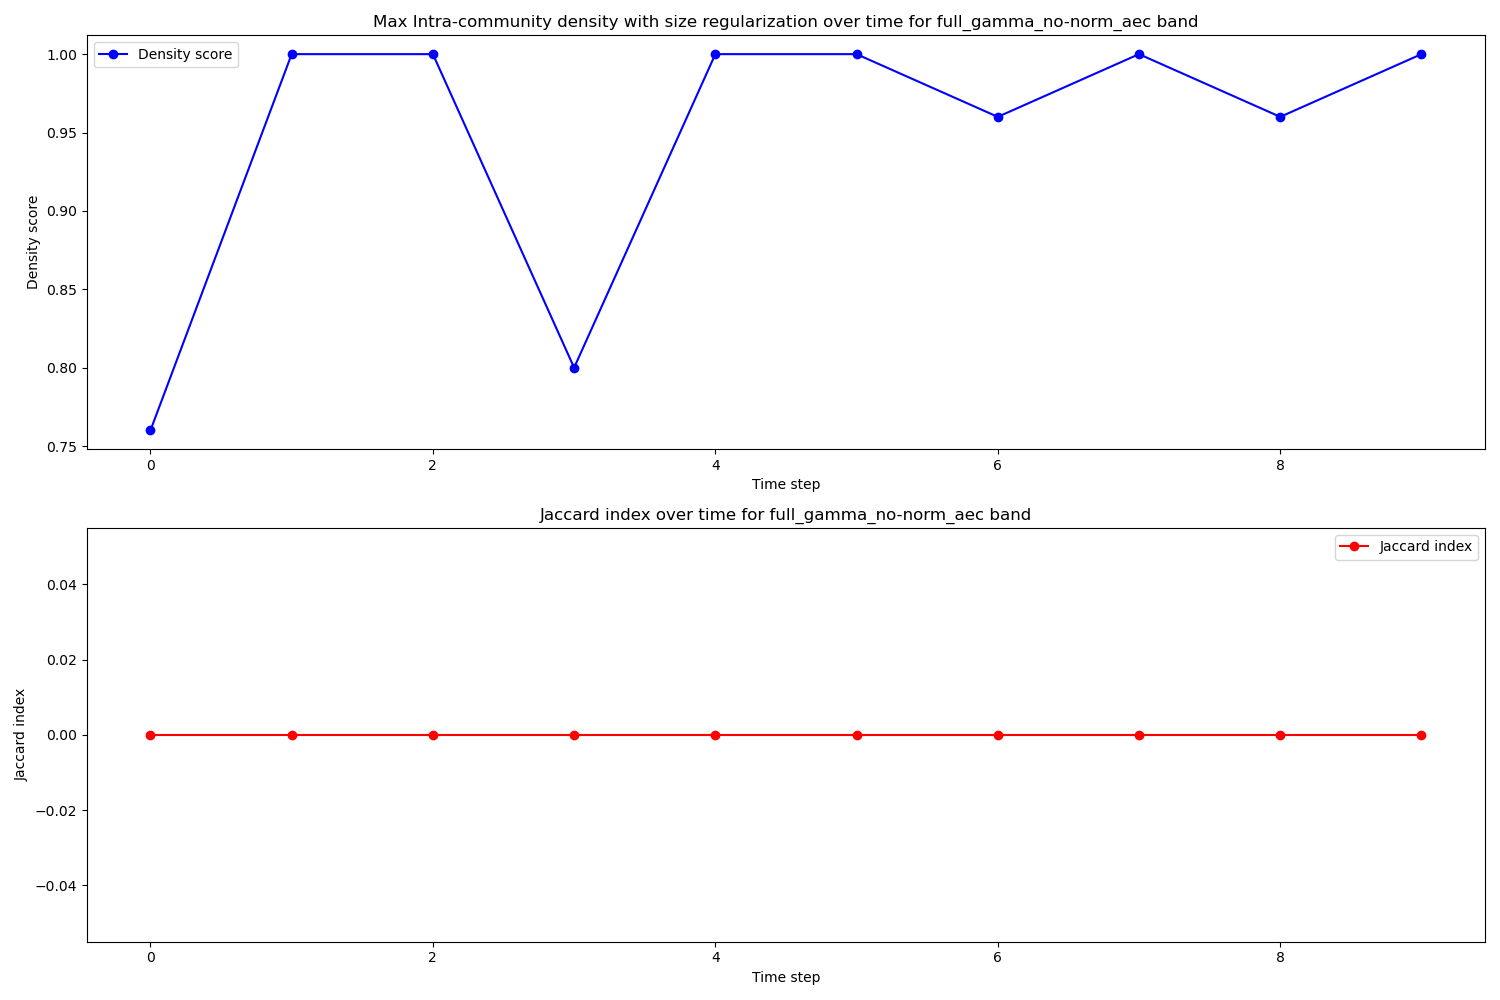 Max Intra-community density with size regularization over time for full_gamma_no-norm_aec band
Density score
1.00
0.95
0.90
0.85
0.80
0.75
Density score
0
2
4
6
8
Time step
Jaccard index over time for full_gamma_no-norm_aec band
Jaccard index
0.04
0.02
0.00
−0.02
−0.04
Jaccard index
0
2
4
6
8
Time step